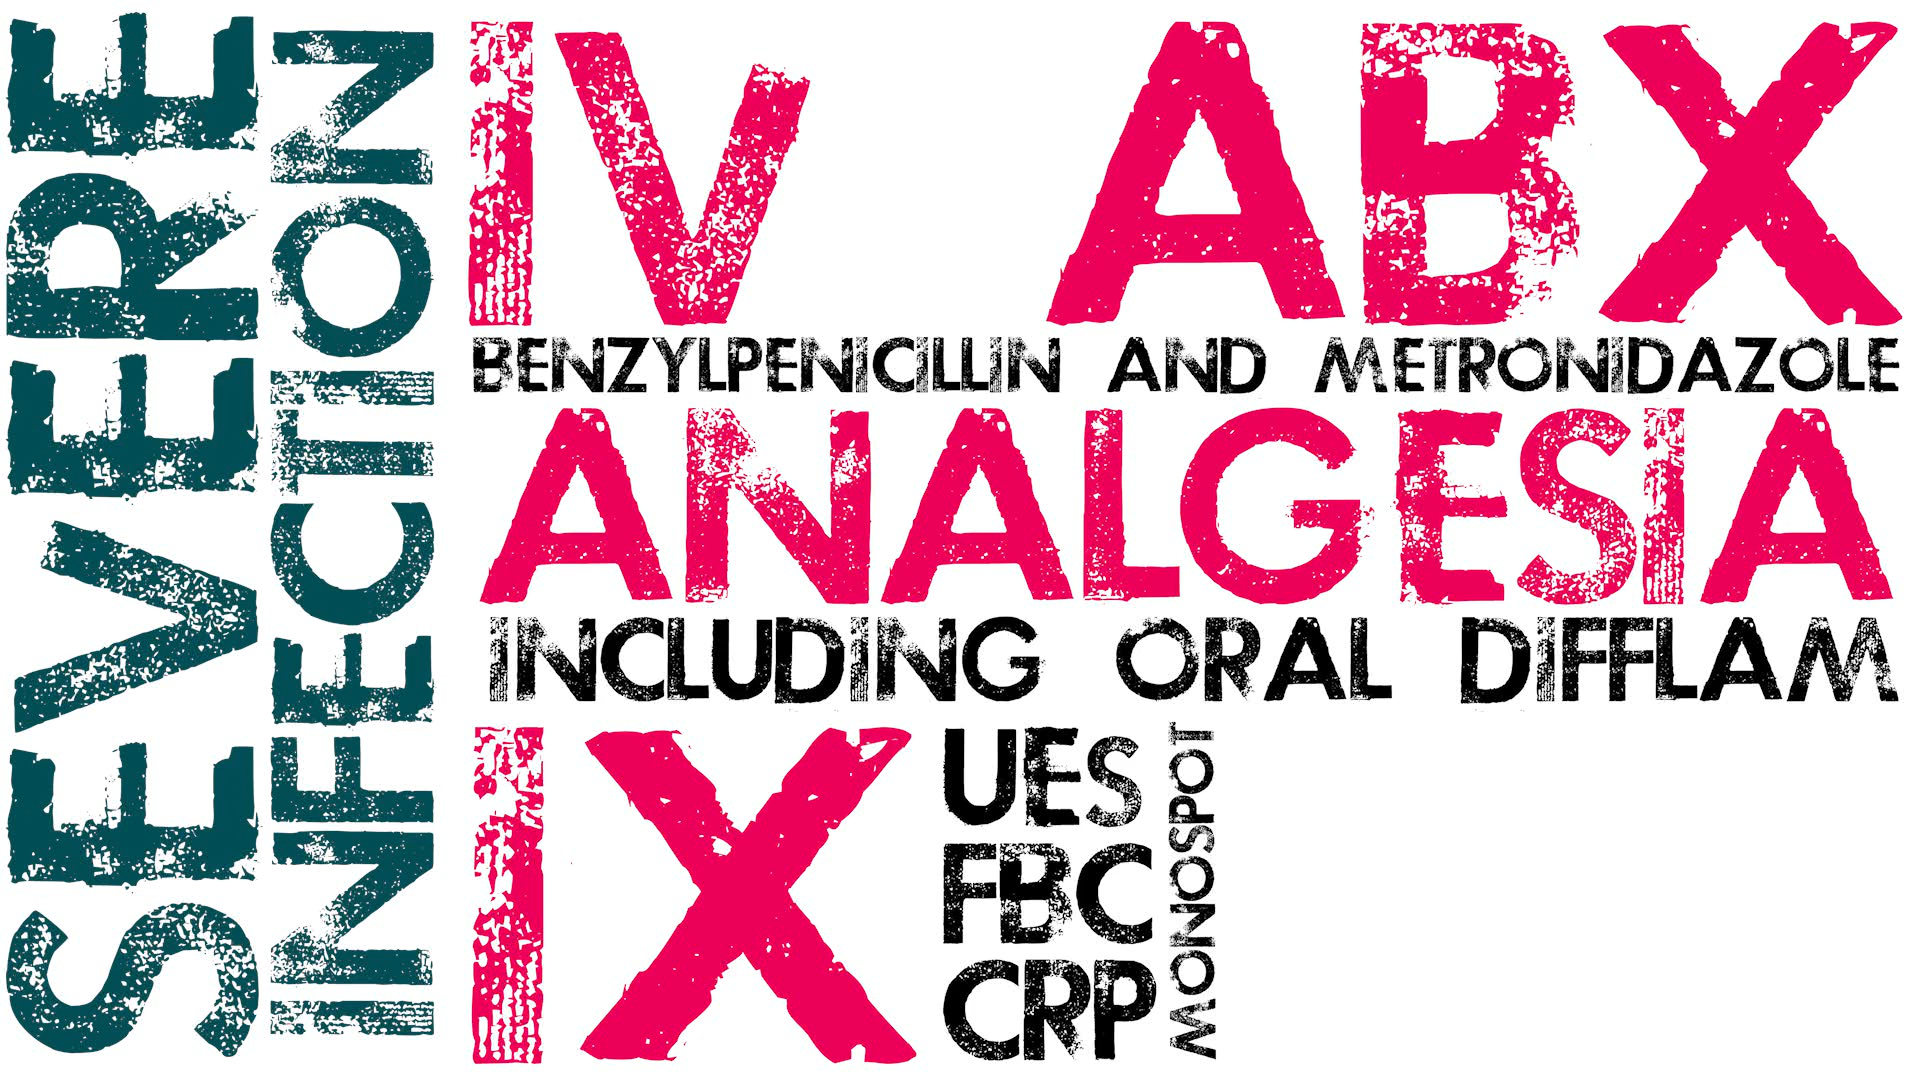 SEVERE
INFECTION
IV ABX
BENZYLPENICILLIN AND METRONIDAZOLE
ANALGESIA
INCLUDING ORAL DIFFLAM
IX
UES
FBC
CRP
MONOSPOT